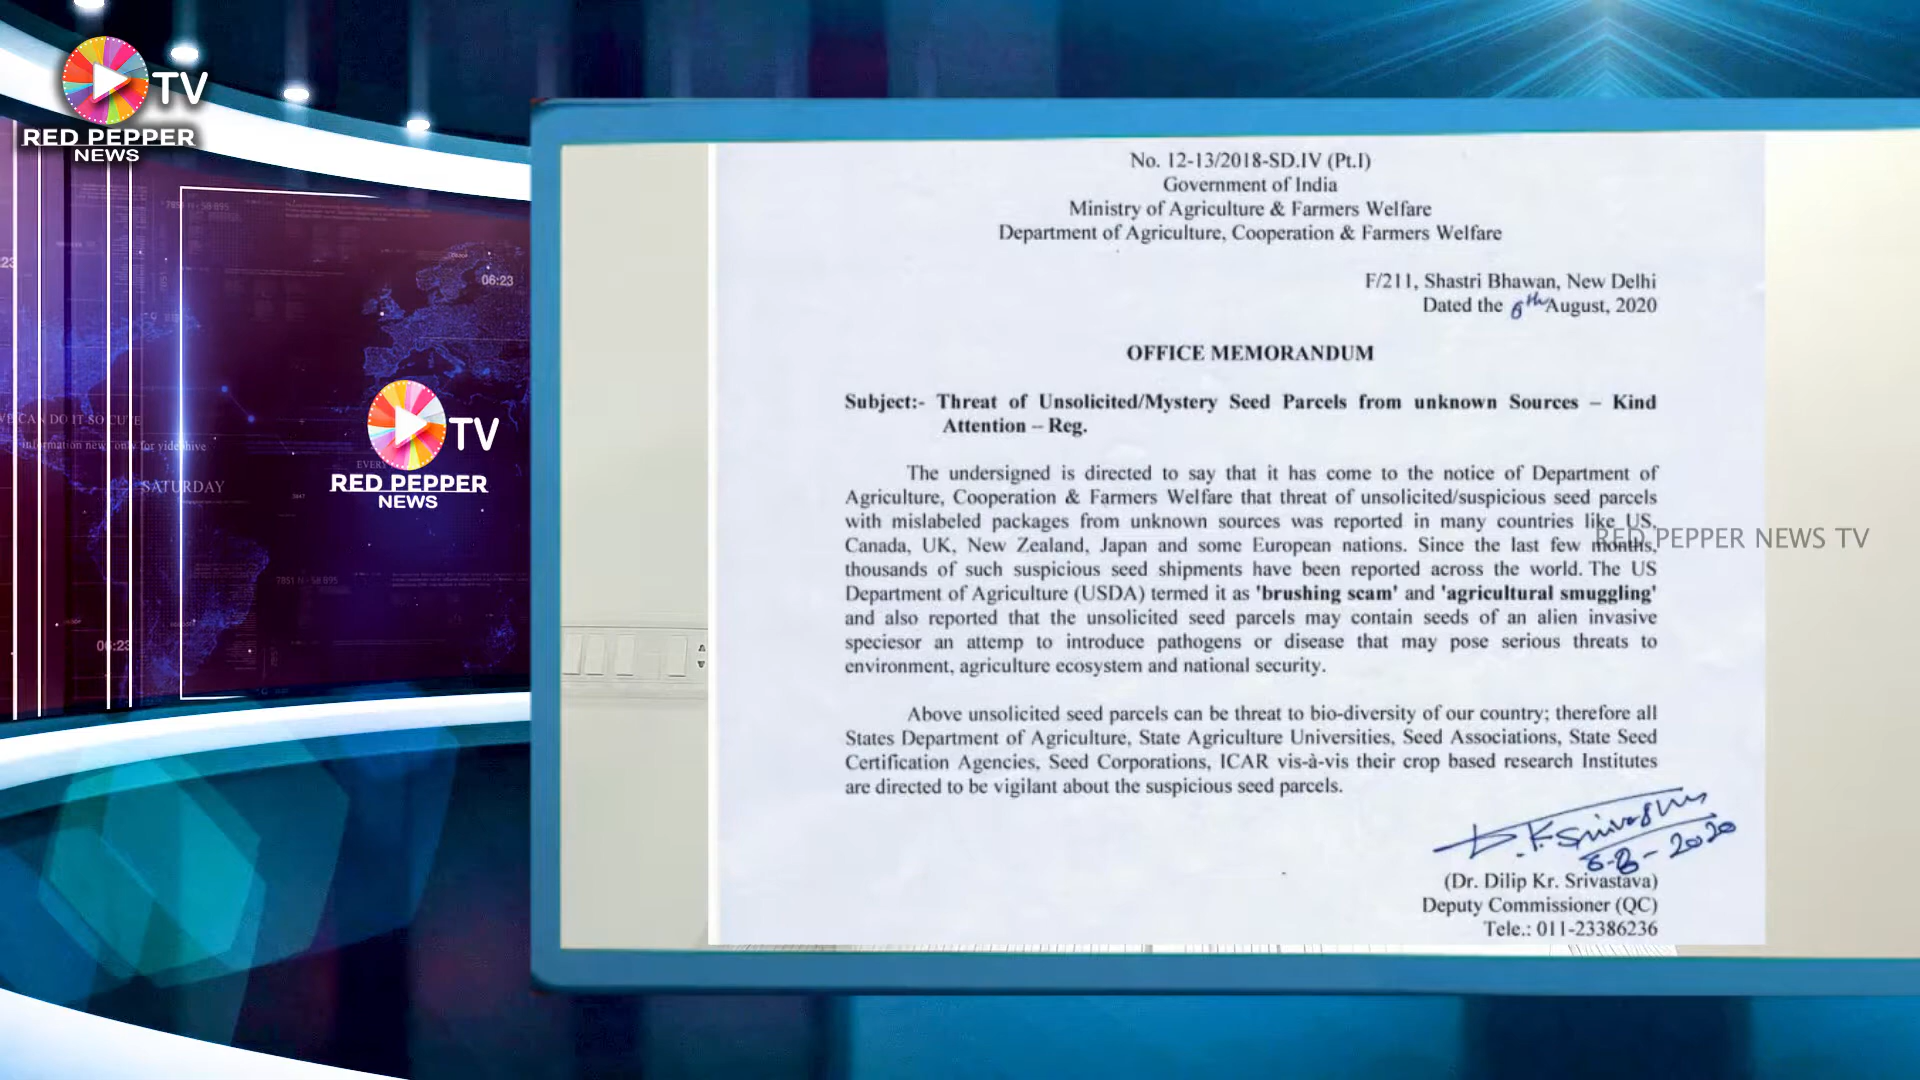 TV
RED PEPPER
NEWS
06:23
SATURDAY
TV
RED PEPPER
NEWS
06:23
No. 12-13/2018-SD.IV (Pt.I)
Government of India
Ministry of Agriculture & Farmers Welfare
Department of Agriculture, Cooperation & Farmers Welfare
F/211, Shastri Bhawan, New Delhi
Dated the 6th August, 2020
OFFICE MEMORANDUM
Subject:- Threat of Unsolicited/Mystery Seed Parcels from unknown Sources – Kind
Attention – Reg.
The undersigned is directed to say that it has come to the notice of Department of
Agriculture, Cooperation & Farmers Welfare that threat of unsolicited/suspicious seed parcels
with mislabeled packages from unknown sources was reported in many countries like US,
Canada, UK, New Zealand, Japan and some European nations. Since the last few months,
thousands of such suspicious seed shipments have been reported across the world. The US
Department of Agriculture (USDA) termed it as 'brushing scam' and 'agricultural smuggling'
and also reported that the unsolicited seed parcels may contain seeds of an alien invasive
speciesor an attemp to introduce pathogens or disease that may pose serious threats to
environment, agriculture ecosystem and national security.
Above unsolicited seed parcels can be threat to bio-diversity of our country; therefore all
States Department of Agriculture, State Agriculture Universities, Seed Associations, State Seed
Certification Agencies, Seed Corporations, ICAR vis-à-vis their crop based research Institutes
are directed to be vigilant about the suspicious seed parcels.
D.K Srivastava
6-8-2020
(Dr. Dilip Kr. Srivastava)
Deputy Commissioner (QC)
Tele.: 011-23386236
RED PEPPER NEWS TV